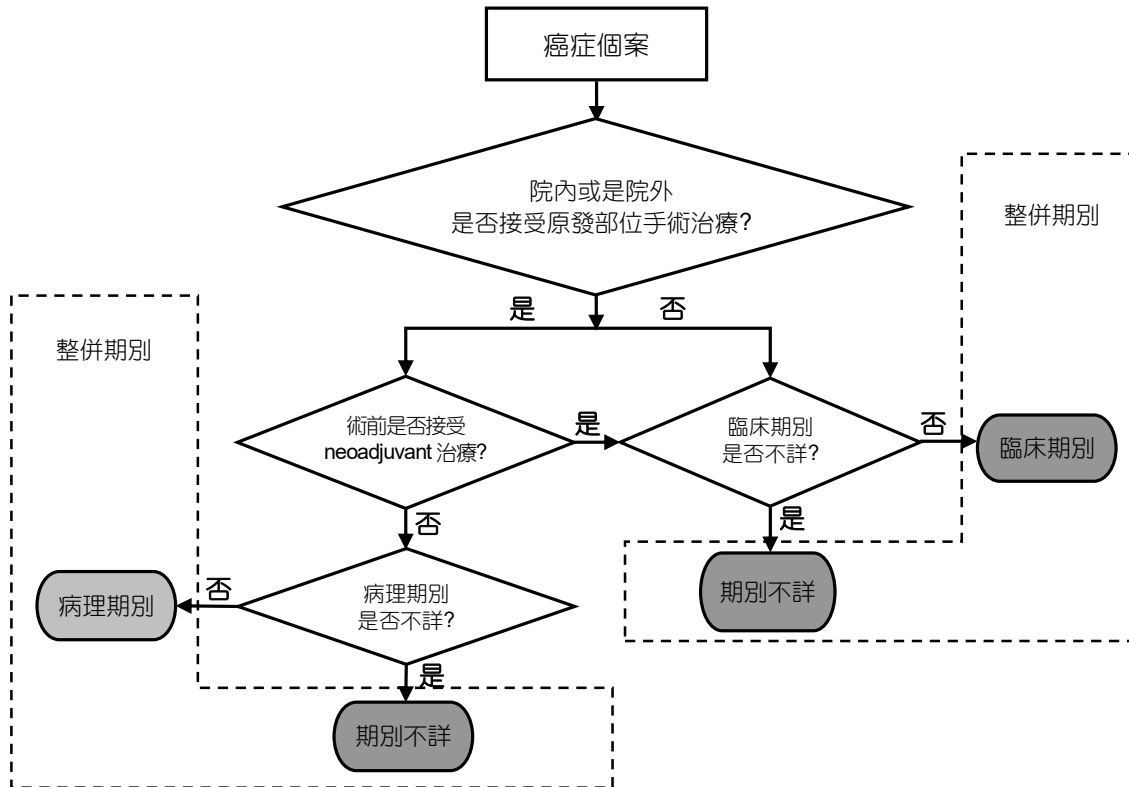 癌症個案
院內或是院外
是否接受原發部位手術治療?
整併期別
是
否
整併期別
術前是否接受
neoadjuvant 治療?
是
臨床期別
是否不詳?
否
臨床期別
否
是
期別不詳
病理期別
否
病理期別
是否不詳?
是
期別不詳